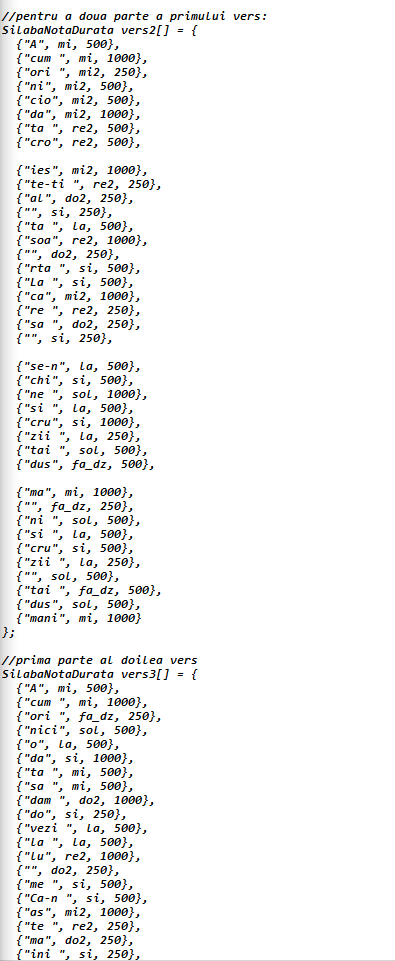 //pentru a doua parte a primului vers:
SilabaNotaDurata vers2[] = {
{"A", mi, 500},
{"cum ", mi, 1000},
{"ori ", mi2, 250},
{"ni", mi2, 500},
{"cio", mi2, 500},
{"da", mi2, 1000},
{"ta ", re2, 500},
{"cro", re2, 500},
{"ies", mi2, 1000},
{"te-ti ", re2, 250},
{"al", do2, 250},
{"", si, 250},
{"ta ", la, 500},
{"soa", re2, 1000},
{"", do2, 250},
{"rta ", si, 500},
{"La ", si, 500},
{"ca", mi2, 1000},
{"re ", re2, 250},
{"sa ", do2, 250},
{"", si, 250},
{"se-n", la, 500},
{"chi", si, 500},
{"ne ", sol, 1000},
{"si ", la, 500},
{"cru", si, 1000},
{"zii ", la, 250},
{"tai ", sol, 500},
{"dus", fa_dz, 500},
{"ma", mi, 1000},
{"", fa_dz, 250},
{"ni ", sol, 500},
{"si ", la, 500},
{"cru", si, 500},
{"zii ", la, 250},
{"", sol, 500},
{"tai ", fa_dz, 500},
{"dus", sol, 500},
{"mani", mi, 1000}
};
//prima parte al doilea vers
SilabaNotaDurata vers3[] = {
{"A", mi, 500},
{"cum ", mi, 1000},
{"ori ", fa_dz, 250},
{"nici", sol, 500},
{"o", la, 500},
{"da", si, 1000},
{"ta ", mi, 500},
{"sa ", mi, 500},
{"dam ", do2, 1000},
{"do", si, 250},
{"vezi ", la, 500},
{"la ", la, 500},
{"lu", re2, 1000},
{"", do2, 250},
{"me ", si, 500},
{"Ca-n ", si, 500},
{"as", mi2, 1000},
{"te ", re2, 250},
{"ma", do2, 250},
{"ini ", si, 250},